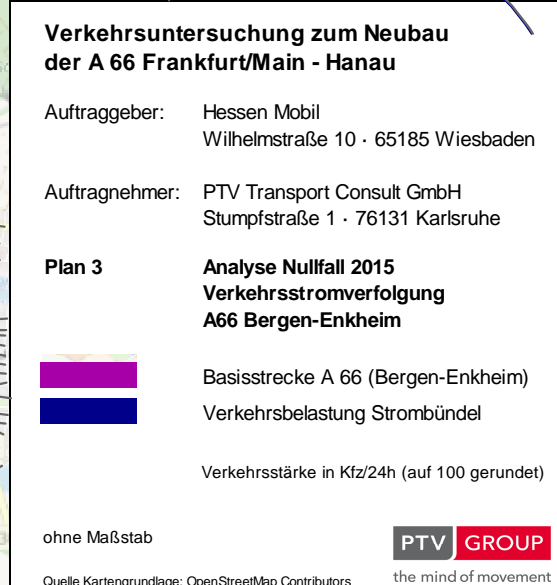 Verkehrsuntersuchung zum Neubau
der A 66 Frankfurt/Main - Hanau
Auftraggeber: Hessen Mobil
Wilhelmstraße 10 · 65185 Wiesbaden
Auftragnehmer: PTV Transport Consult GmbH
Stumpfstraße 1 · 76131 Karlsruhe
Plan 3 Analyse Nullfall 2015
Verkehrsstromverfolgung
A66 Bergen-Enkheim
Basisstrecke A 66 (Bergen-Enkheim)
Verkehrsbelastung Strombündel
Verkehrsstärke in Kfz/24h (auf 100 gerundet)
ohne Maßstab
PTV GROUP
the mind of movement
Quelle Kartengrundlage: OpenStreetMap Contributors